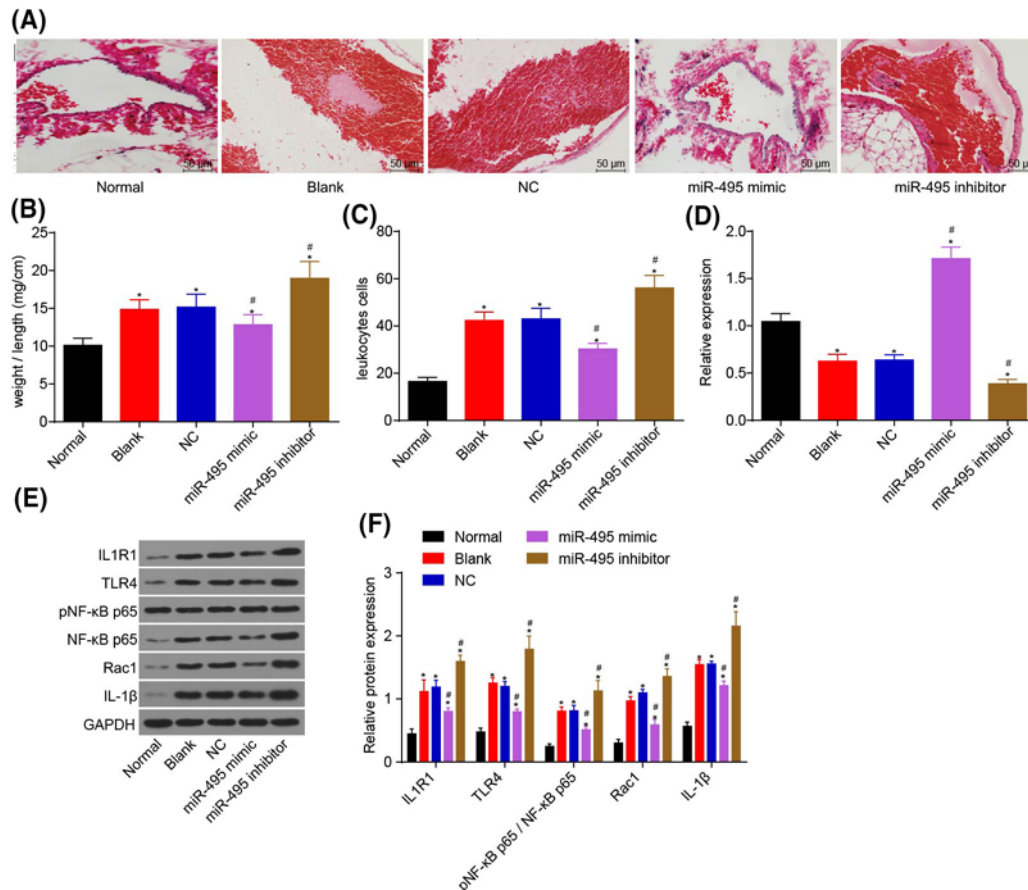 (A)
50 µm
50 µm
50 µm
50 µm
50 µm
Normal
Blank
NC
miR-495 mimic
miR-495 inhibitor
(B)
weight / length (mg/cm)
25
20
15
10
5
0
*
*
#
*
#
*
Normal
Blank
NC
miR-495 mimic
miR-495 inhibitor
(C)
leukocytes cells
80
60
40
20
0
*
*
#
*
#
*
Normal
Blank
NC
miR-495 mimic
miR-495 inhibitor
(D)
Relative expression
2.0
1.5
1.0
0.5
0.0
*
*
#
*
#
*
Normal
Blank
NC
miR-495 mimic
miR-495 inhibitor
(E)
IL1R1
TLR4
pNF-κB p65
NF-κB p65
Rac1
IL-1β
GAPDH
Normal
Blank
NC
miR-495 mimic
miR-495 inhibitor
(F)
Normal
Blank
NC
miR-495 mimic
miR-495 inhibitor
Relative protein expression
3
2
1
0
*
*
#
*
#
*
*
*
#
*
#
*
*
*
#
*
#
*
*
*
#
*
#
*
*
*
#
*
#
*
IL1R1
TLR4
pNF-κB p65 / NF-κB p65
Rac1
IL-1β